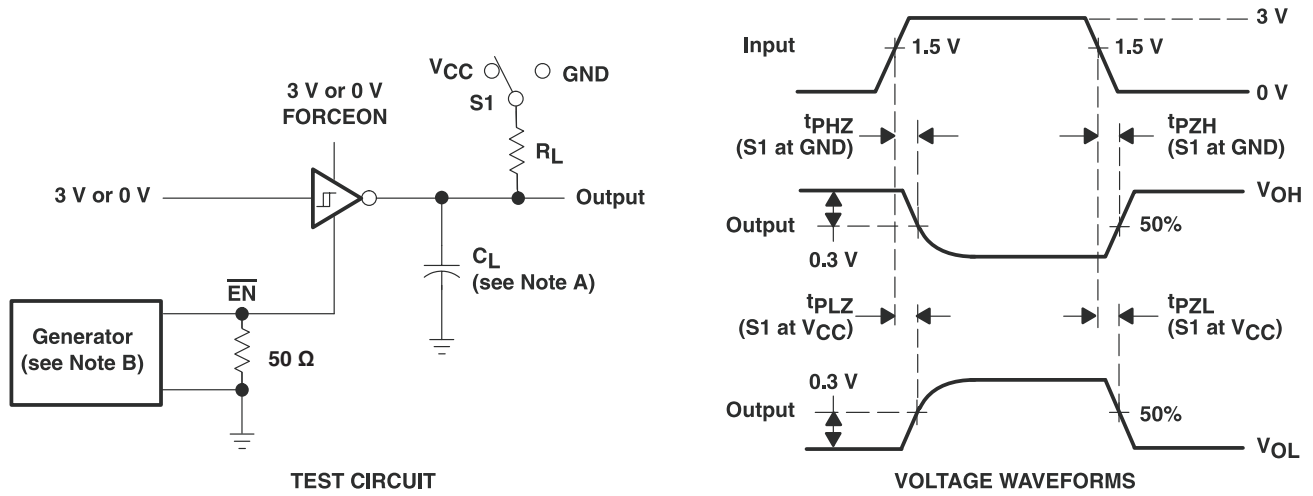 VCC
GND
S1
3 V or 0 V
FORCEON
RL
3 V or 0 V
Output
CL
(see Note A)
EN
Generator
(see Note B)
50 Ω
TEST CIRCUIT
Input
1.5 V
1.5 V
3 V
0 V
tPHZ
(S1 at GND)
tPZH
(S1 at GND)
VOH
Output
50%
0.3 V
tPLZ
(S1 at VCC)
tPZL
(S1 at VCC)
0.3 V
Output
50%
VOL
VOLTAGE WAVEFORMS